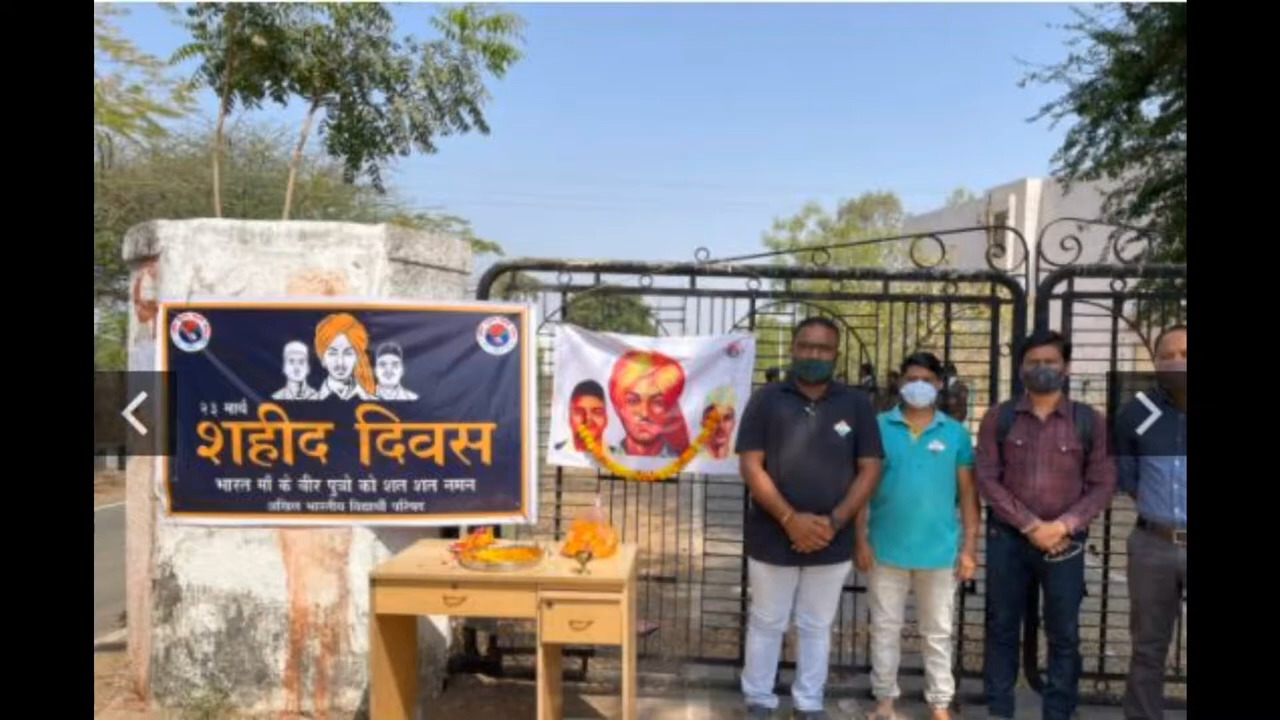 २३ मार्च
शहीद दिवस
भारत माँ के वीर पुत्रो को शत शत नमन
अखिल भारतीय विद्यार्थी परिषद